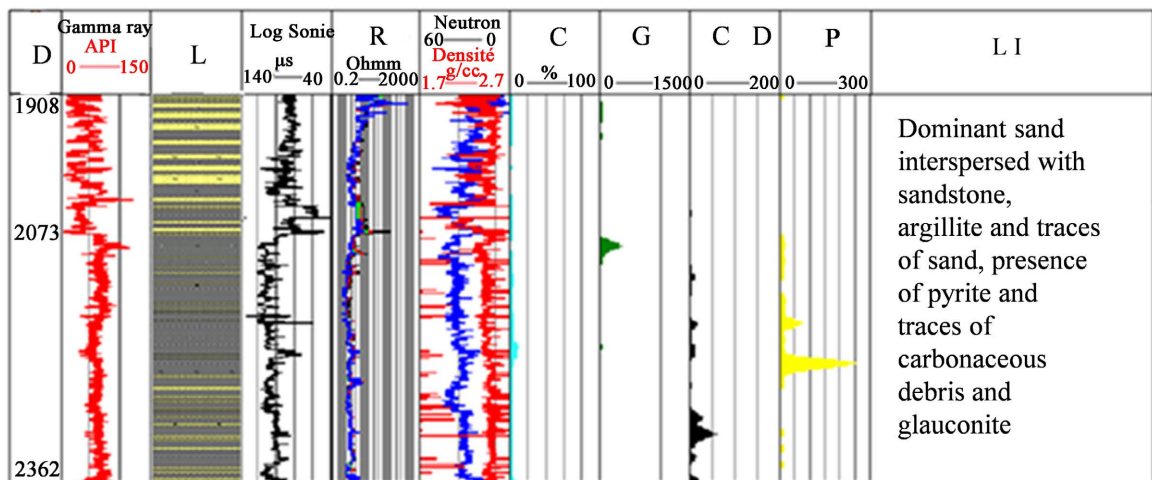 D
Gamma ray
API
0 150
L
Log Sonie
µs
140 40
R
Ohmm
0.2 2000
Neutron
60 0
Densité
g/cc
1.7 2.7
C
0 % 100
G
0 1500
C D
0 200
P
0 300
L I
1908
2073
2362
Dominant sand
interspersed with
sandstone,
argillite and traces
of sand, presence
of pyrite and
traces of
carbonaceous
debris and
glauconite